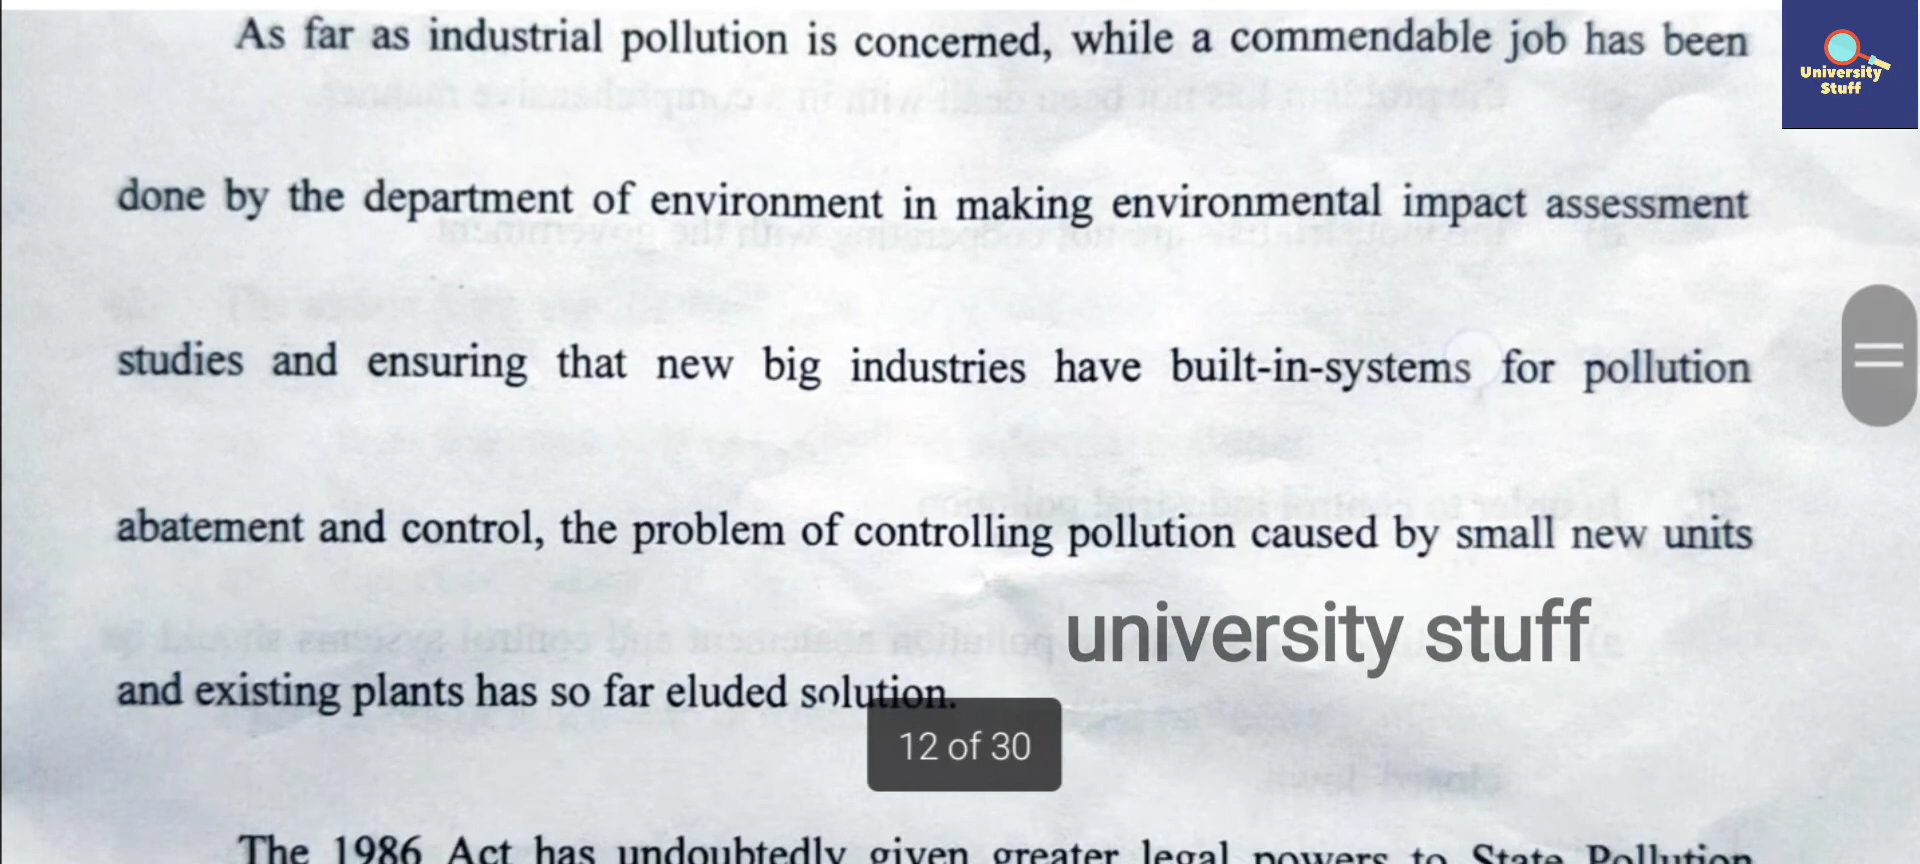 As far as industrial pollution is concerned, while a commendable job has been
University
Stuff
done by the department of environment in making environmental impact assessment
studies and ensuring that new big industries have built-in-systems for pollution
abatement and control, the problem of controlling pollution caused by small new units
university stuff
and existing plants has so far eluded solution.
12 of 30
The 1986 Act has undoubtedly given greater legal powers to State Pollution